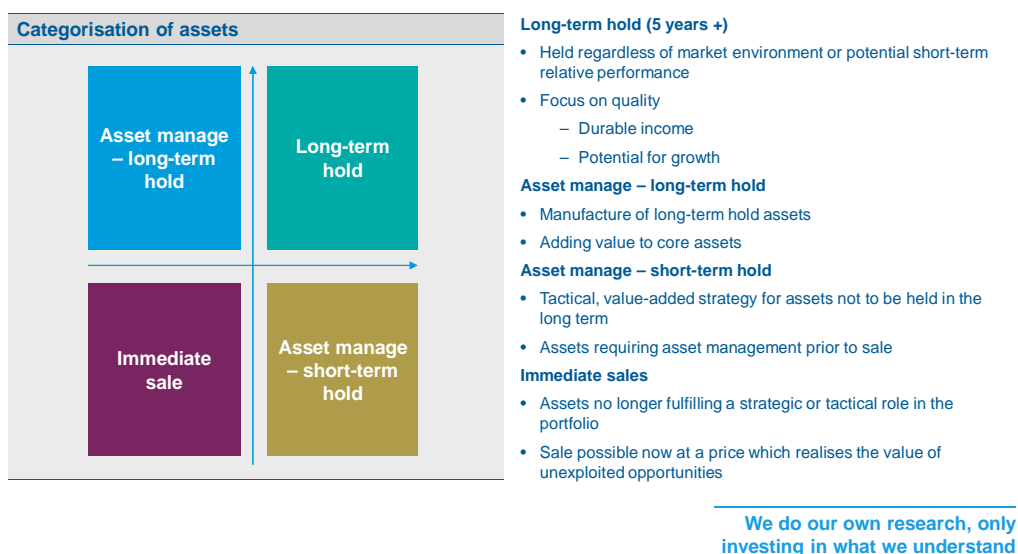 Categorisation of assets
Asset manage
– long-term
hold
Long-term
hold
Immediate
sale
Asset manage
– short-term
hold
Long-term hold (5 years +)
• Held regardless of market environment or potential short-term
relative performance
• Focus on quality
– Durable income
– Potential for growth
Asset manage – long-term hold
• Manufacture of long-term hold assets
• Adding value to core assets
Asset manage – short-term hold
• Tactical, value-added strategy for assets not to be held in the
long term
• Assets requiring asset management prior to sale
Immediate sales
• Assets no longer fulfilling a strategic or tactical role in the
portfolio
• Sale possible now at a price which realises the value of
unexploited opportunities
We do our own research, only
investing in what we understand